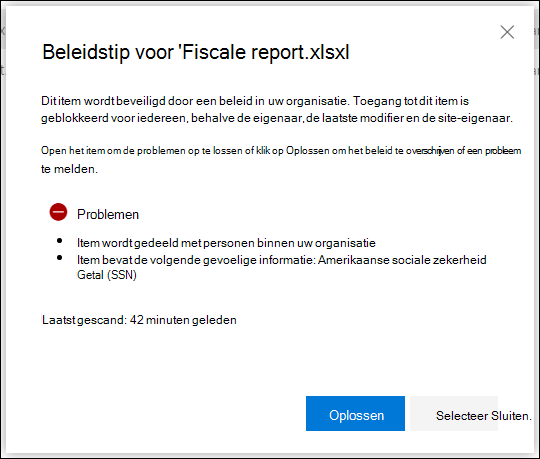 Beleidstip voor 'Fiscale report.xlsxl
Dit item wordt beveiligd door een beleid in uw organisatie. Toegang tot dit item is
geblokkeerd voor iedereen, behalve de eigenaar, de laatste modifier en de site-eigenaar.
Open het item om de problemen op te lossen of klik op Oplossen om het beleid te overschrijven of een probleem
te melden.
Problemen
• Item wordt gedeeld met personen binnen uw organisatie
• Item bevat de volgende gevoelige informatie: Amerikaanse sociale zekerheid
Getal (SSN)
Laatst gescand: 42 minuten geleden
Oplossen Selecteer Sluiten.